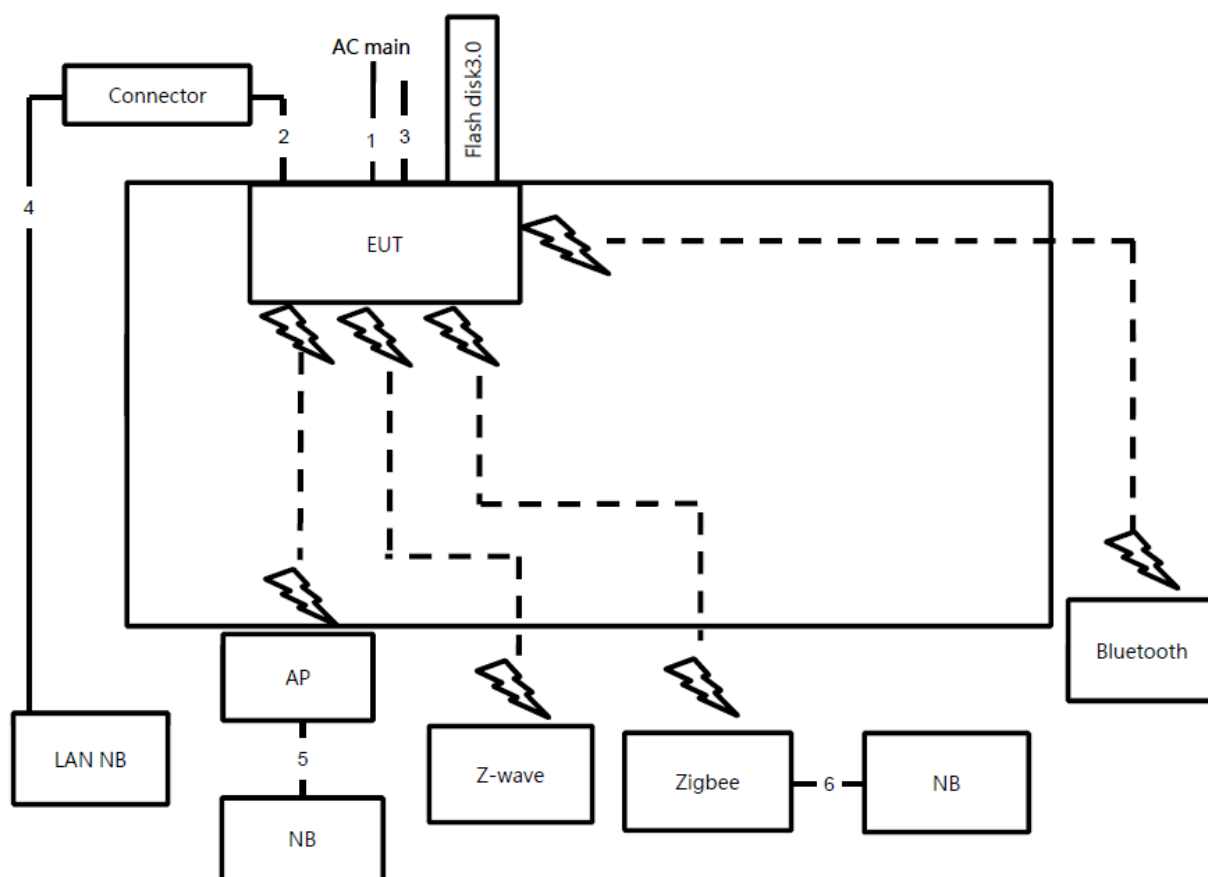 AC main
Flash disk3.0
Connector
2
1
3
4
EUT
Bluetooth
AP
LAN NB
Z-wave
Zigbee
6
NB
5
NB